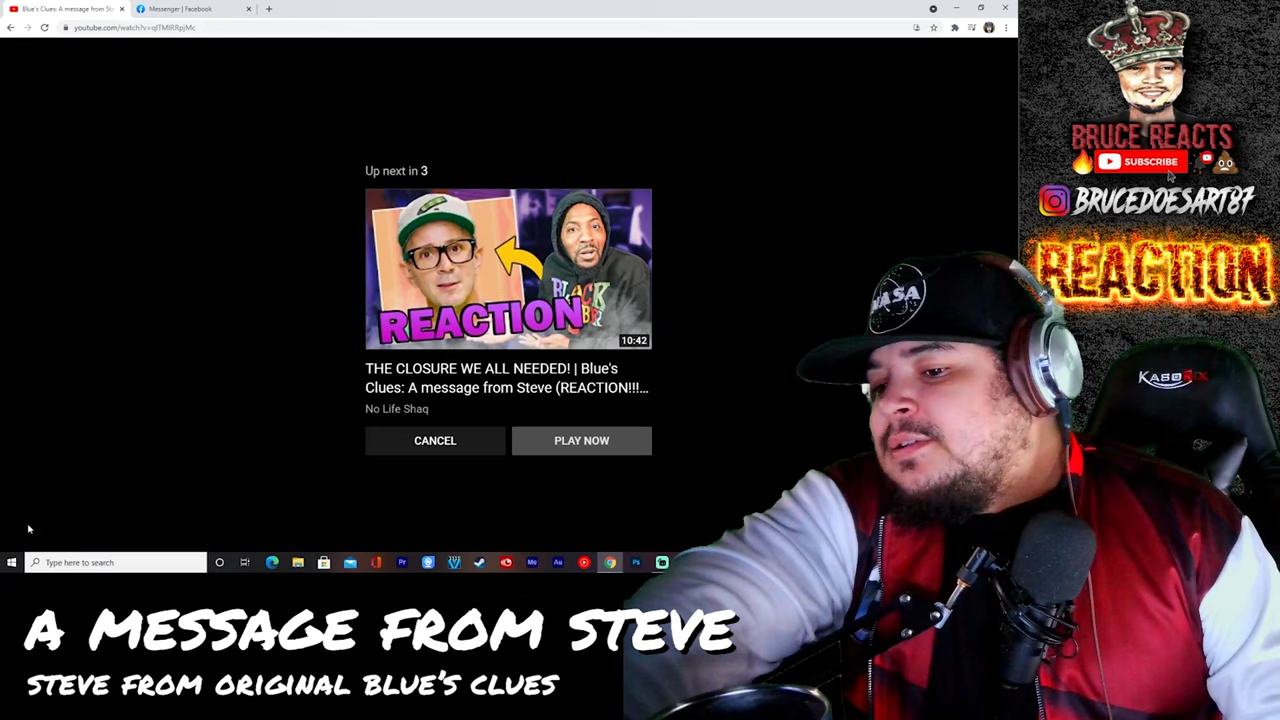 Blue's Clues: A message from St
Messenger | Facebook
youtube.com/watch?v=
Up next in 3
BLACK
REACTION
10:42
THE CLOSURE WE ALL NEEDED! | Blue's
Clues: A message from Steve (REACTION!!!...
No Life Shaq
CANCEL
PLAY NOW
Type here to search
BRUCE REACTS
SUBSCRIBE
BRUCEDOESART87
REACTION
NASA
A MESSAGE FROM STEVE
STEVE FROM ORIGINAL BLUE'S CLUES